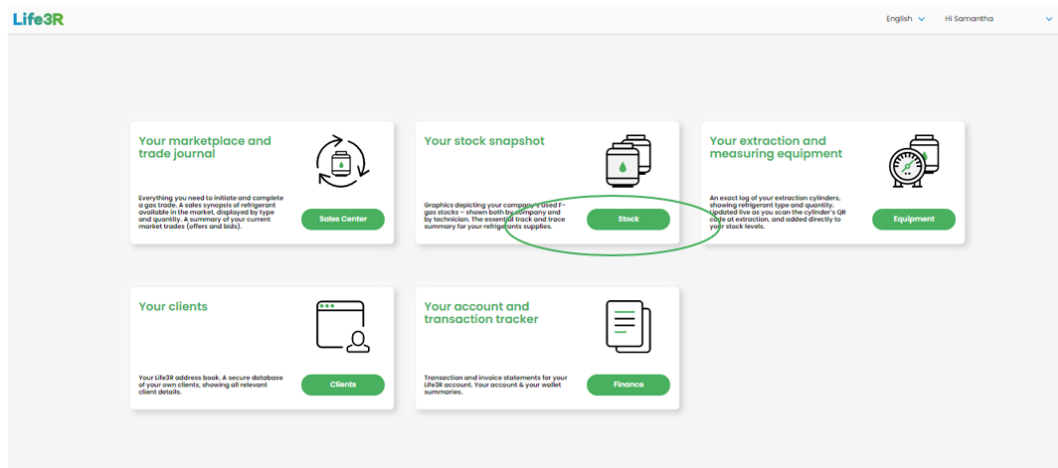 Life3R
English
Hi Samantha
Your marketplace and
trade journal
Everything you need to initiate and complete
a gas trade. A sales synopsis of refrigerant
available in the market, displayed by type
and quantity. A summary of your current
market trades (offers and bids).
Sales Center
Your stock snapshot
Graphics depicting your company's used F-
gas stocks – shown both by company and
by technician. The essential track and trace
summary for your refrigerants supplies.
Stock
Your extraction and
measuring equipment
An exact log of your extraction cylinders,
showing refrigerant type and quantity.
Updated live as you scan the cylinder's QR
code at extraction, and added directly to
your stock levels.
Equipment
Your clients
Your Life3R address book. A secure database
of your own clients, showing all relevant
client details.
Clients
Your account and
transaction tracker
Transaction and invoice statements for your
Life3R account. Your account & your wallet
summaries.
Finance